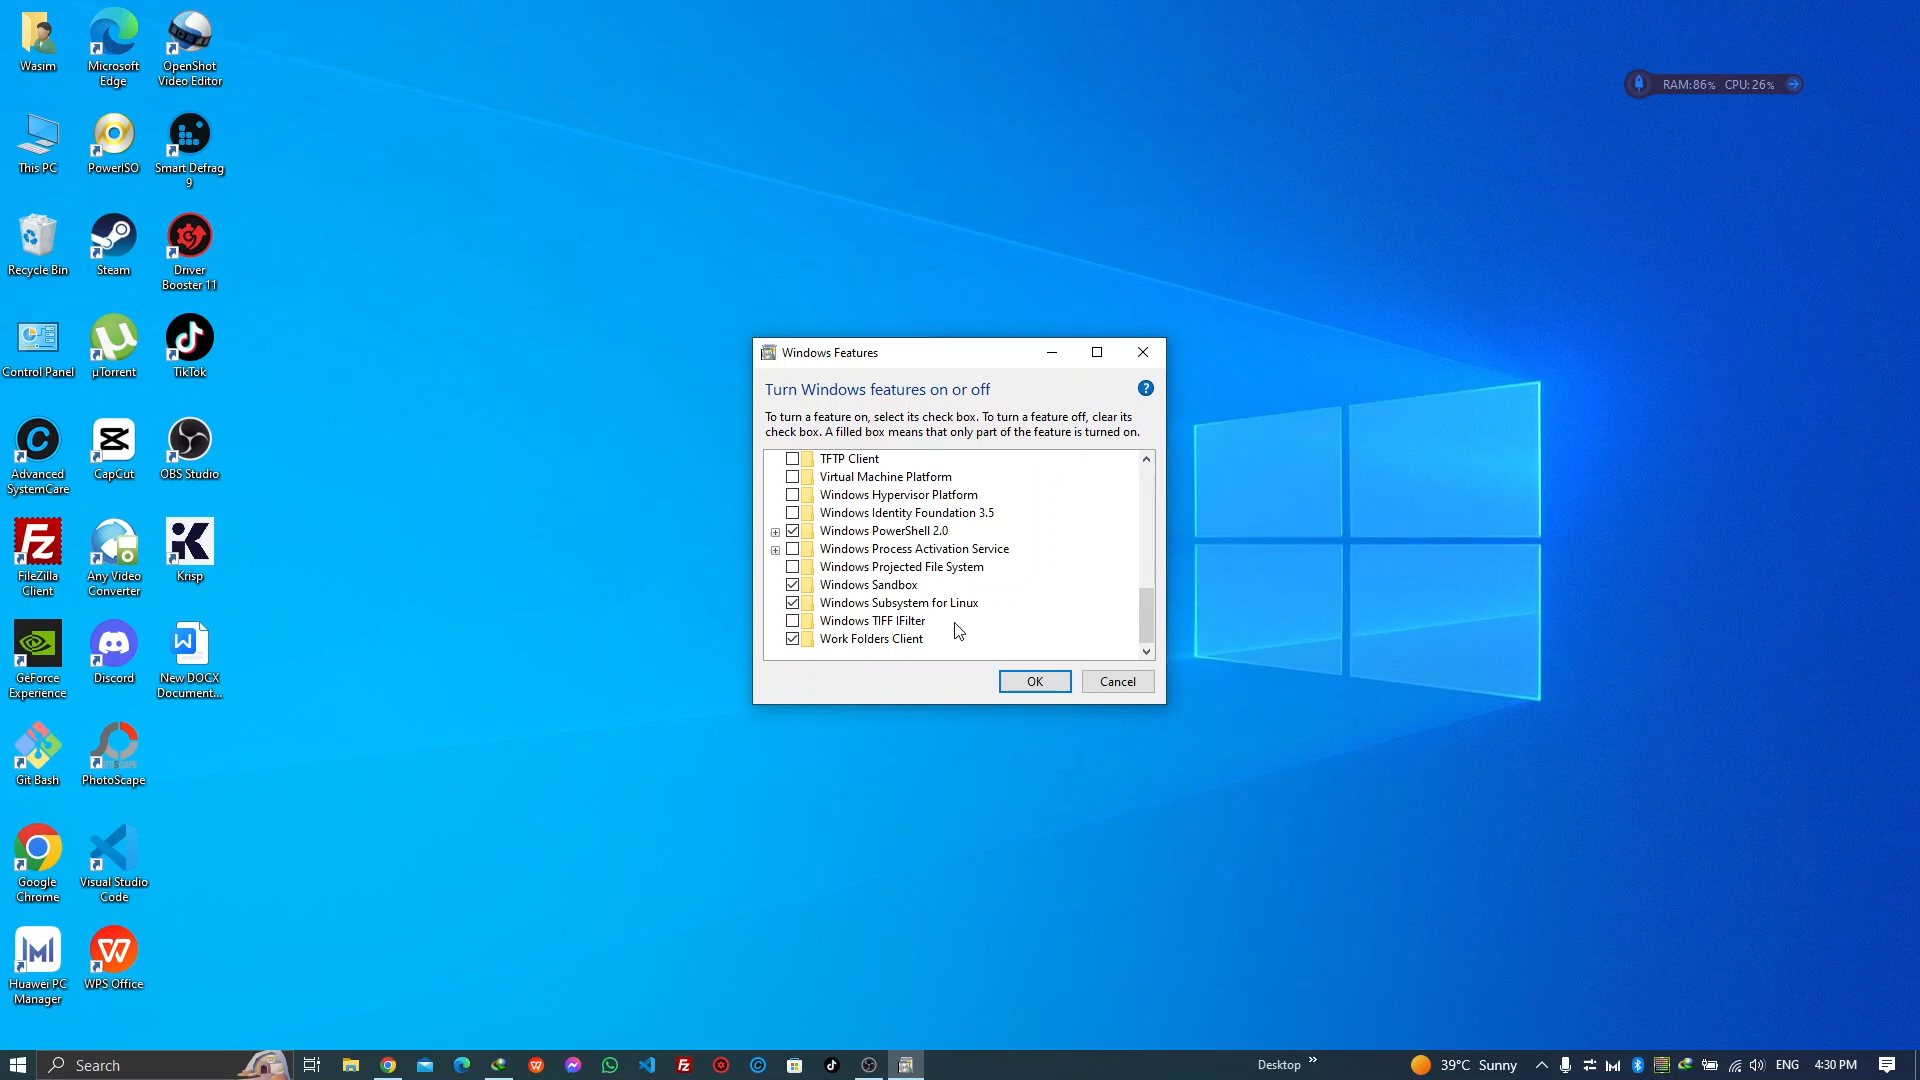 Wasim
Microsoft
Edge
OpenShot
Video Editor
This PC
PowerISO
Smart Defrag
9
Recycle Bin
Steam
Driver
Booster 11
Control Panel
µTorrent
TikTok
Advanced
SystemCare
CapCut
OBS Studio
FileZilla
Client
Any Video
Converter
Krisp
GeForce
Experience
Discord
New DOCX
Document...
Git Bash
PhotoScape
Google
Chrome
Visual Studio
Code
Huawei PC
Manager
WPS Office
RAM:86% CPU:26%
Windows Features
Turn Windows features on or off
To turn a feature on, select its check box. To turn a feature off, clear its
check box. A filled box means that only part of the feature is turned on.
TFTP Client
Virtual Machine Platform
Windows Hypervisor Platform
Windows Identity Foundation 3.5
Windows PowerShell 2.0
Windows Process Activation Service
Windows Projected File System
Windows Sandbox
Windows Subsystem for Linux
Windows TIFF IFilter
Work Folders Client
OK
Cancel
Search
Desktop
39°C Sunny
ENG
4:30 PM